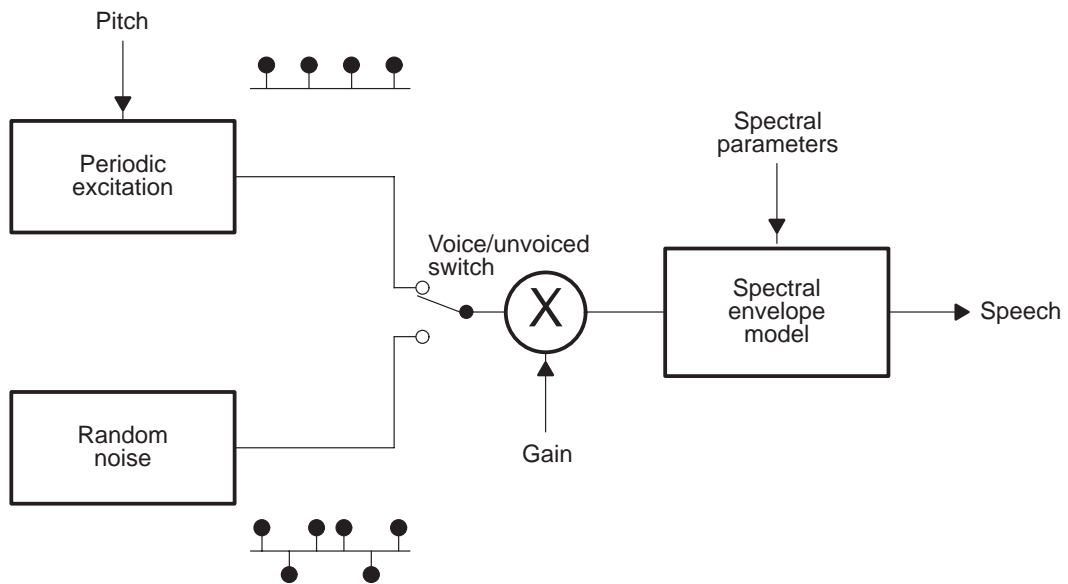 Pitch
Periodic
excitation
Spectral
parameters
Voice/unvoiced
switch
X
Spectral
envelope
model
Speech
Random
noise
Gain